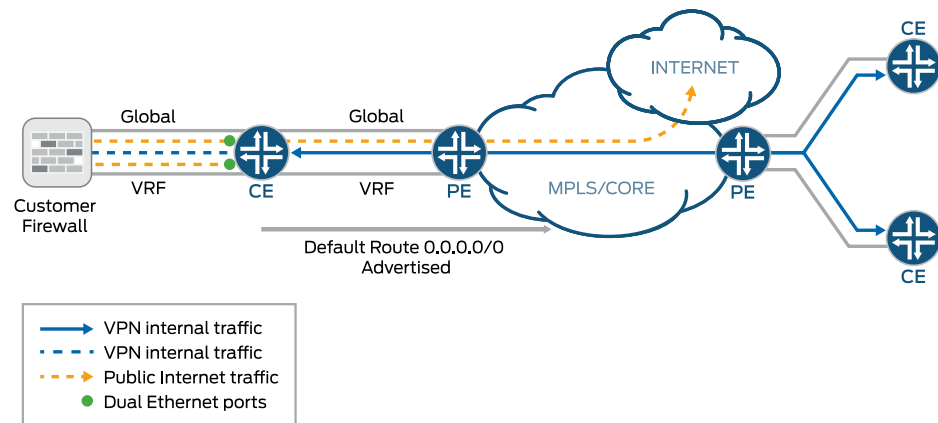 CE
INTERNET
Global
Global
CE
PE
MPLS/CORE
PE
VRF
VRF
Customer
Firewall
Default Route 0.0.0.0/0
Advertised
CE
VPN internal traffic
VPN internal traffic
Public Internet traffic
Dual Ethernet ports